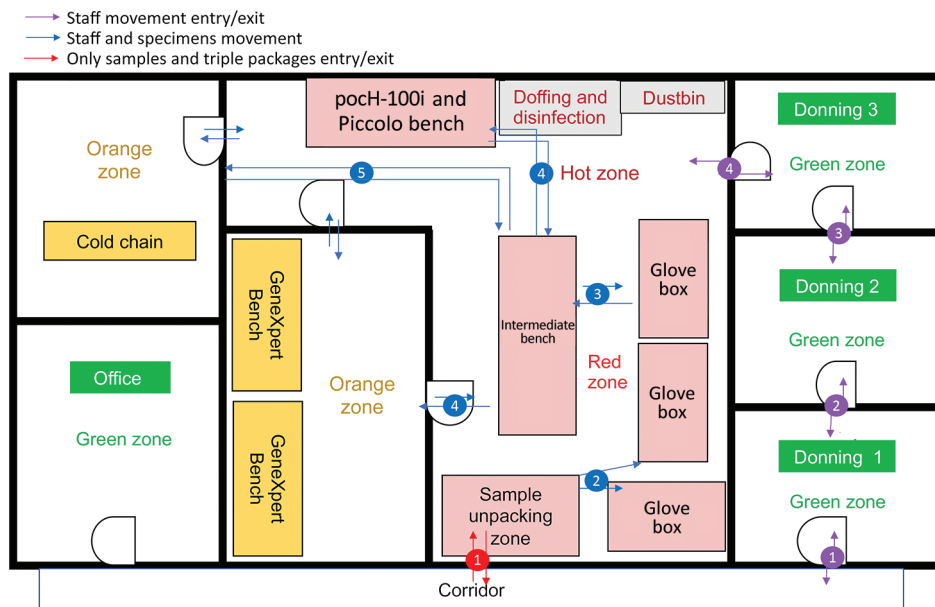 Staff movement entry/exit
Staff and specimens movement
Only samples and triple packages entry/exit
pocH-100i and
Piccolo bench
Doffing and
disinfection
Dustbin
Donning 3
Green zone
Orange
zone
5
4
Hot zone
4
Cold chain
3
GeneXpert
Bench
Glove
box
Donning 2
Intermediate
bench
3
Green zone
Office
Orange
zone
Red
zone
Glove
box
4
2
Green zone
GeneXpert
Bench
Donning 1
Sample
unpacking
zone
2
Glove
box
Green zone
1
1
Corridor